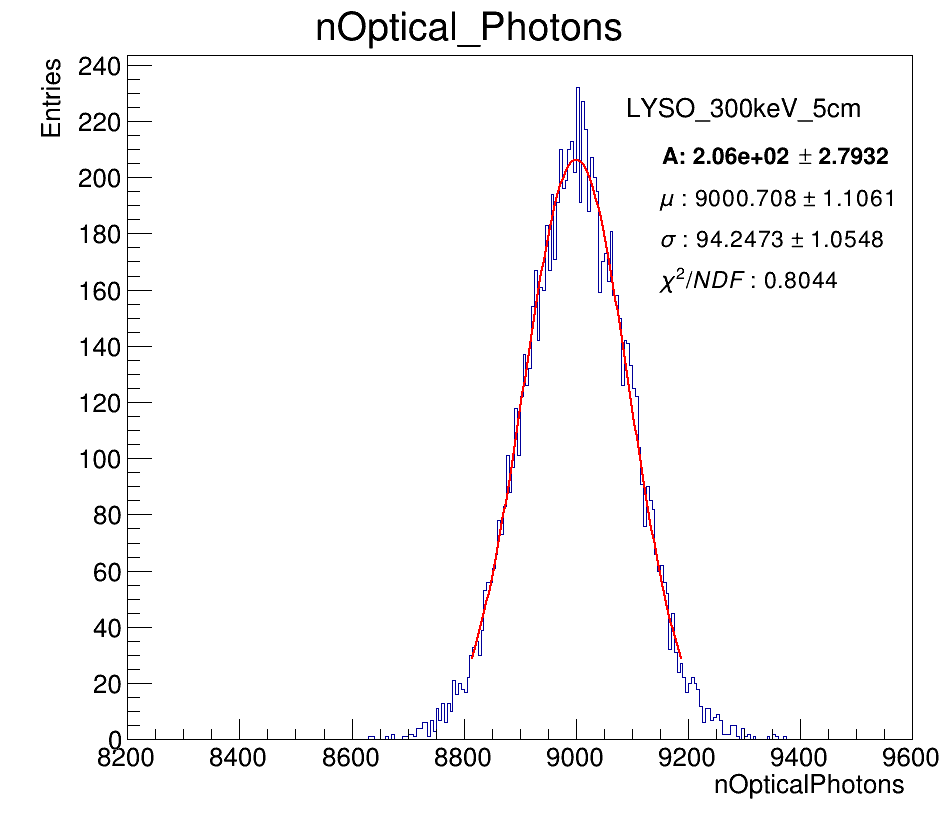 nOptical_Photons
Entries
240
220
200
180
160
140
120
100
80
60
40
20
0
LYSO_300keV_5cm
A: 2.06e+02 ± 2.7932
μ : 9000.708 ± 1.1061
σ : 94.2473 ± 1.0548
χ²/NDF : 0.8044
8200 8400 8600 8800 9000 9200 9400 9600
nOpticalPhotons